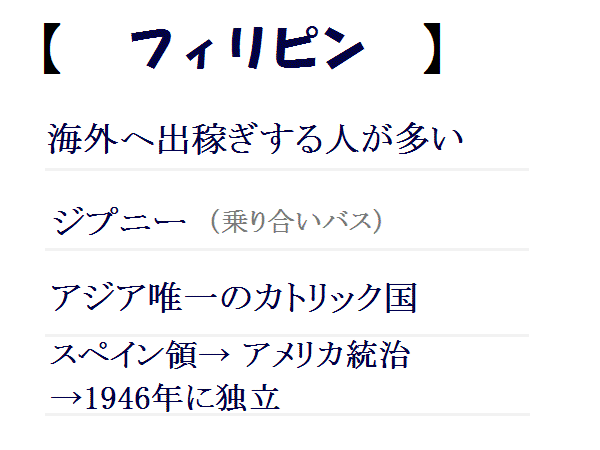 【 フィリピン 】
海外へ出稼ぎする人が多い
ジプニー （乗り合いバス）
アジア唯一のカトリック国
スペイン領→ アメリカ統治
→1946年に独立